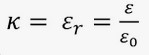 κ = ε_r = ε/ε_0